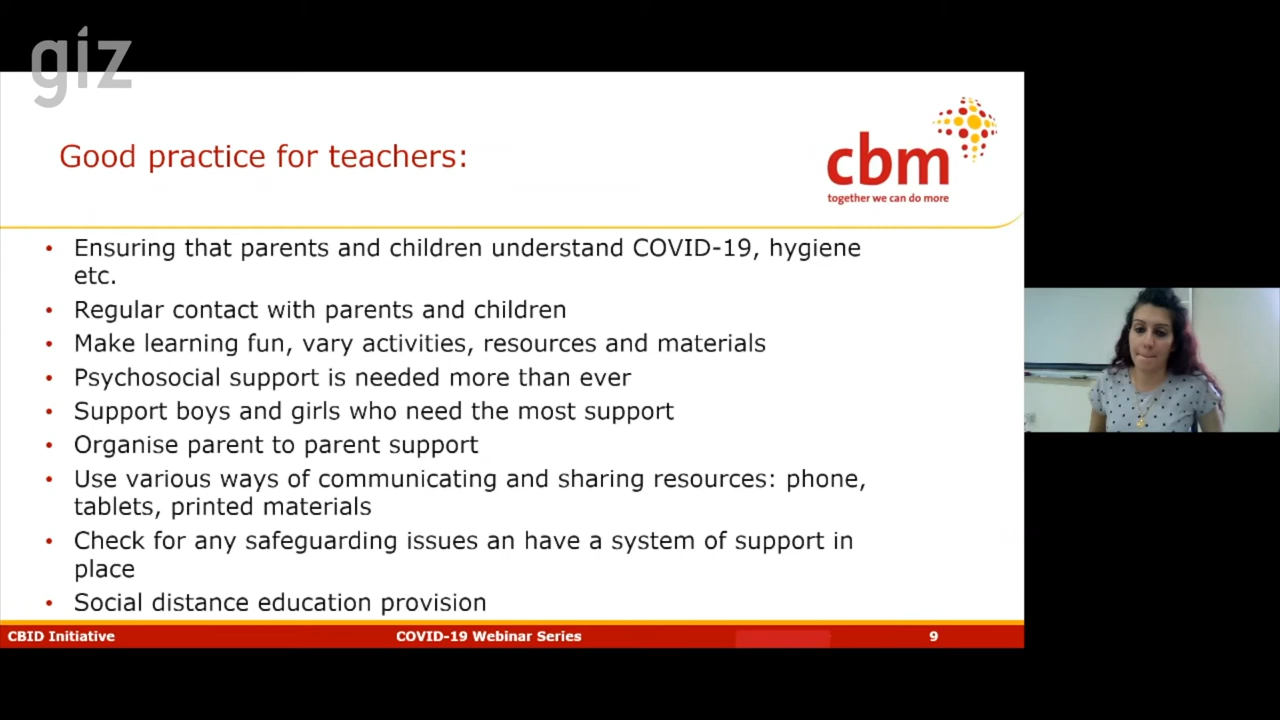 giz
Good practice for teachers:
cbm
together we can do more
• Ensuring that parents and children understand COVID-19, hygiene
etc.
• Regular contact with parents and children
• Make learning fun, vary activities, resources and materials
• Psychosocial support is needed more than ever
• Support boys and girls who need the most support
• Organise parent to parent support
• Use various ways of communicating and sharing resources: phone,
tablets, printed materials
• Check for any safeguarding issues an have a system of support in
place
• Social distance education provision
CBID Initiative
COVID-19 Webinar Series
9